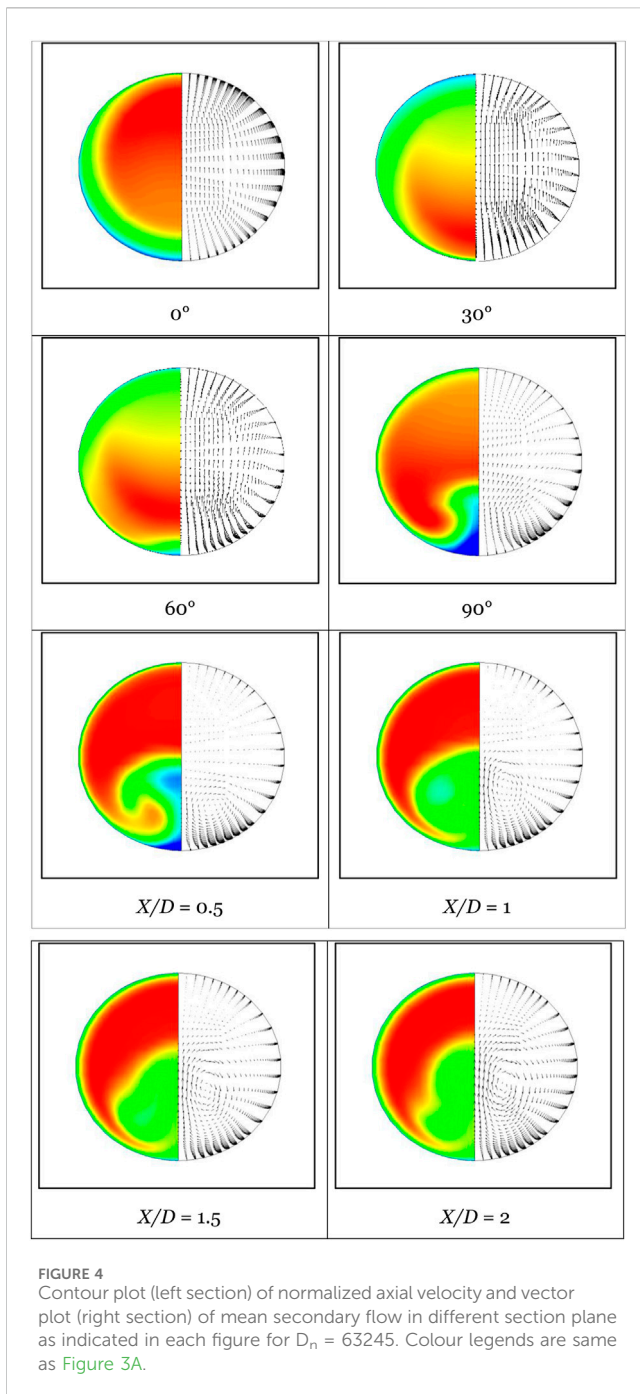 0°
30°
60°
90°
X/D = 0.5
X/D = 1
X/D = 1.5
X/D = 2
FIGURE 4
Contour plot (left section) of normalized axial velocity and vector
plot (right section) of mean secondary flow in different section plane
as indicated in each figure for Dₙ = 63245. Colour legends are same
as Figure 3A.